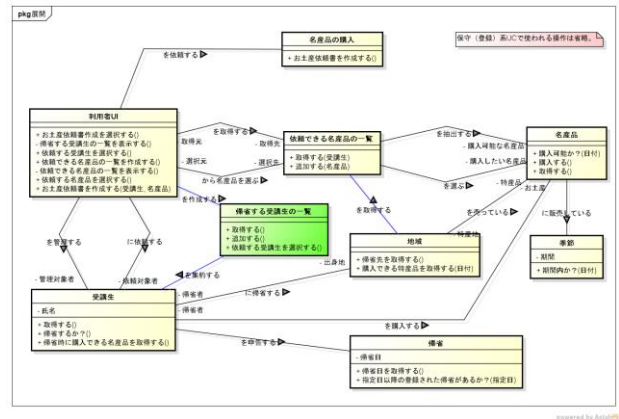 pkg 展開
名産品の購入
+ お土産依頼書を作成する()
保守（登録）系UCで使われる操作は省略。
を依頼する
利用者UI
+ お土産依頼書作成を選択する()
- 帰省する受講生の一覧を表示する()
+ 依頼する受講生を選択する()
+ 依頼できる名産品の一覧を作成する()
- 依頼できる名産品の一覧を表示する()
+ 依頼する名産品を選択する()
+ お土産依頼書を作成する(受講生, 名産品)
を取得する
- 取得元
- 取得先
- 選択元
- 選択先
から名産品を選ぶ
依頼できる名産品の一覧
+ 取得する(受講生)
+ 追加する(名産品)
を抽出する
- 購入可能な名産品
- 購入したい名産品
を選ぶ
名産品
+ 購入可能か？(日付)
+ 購入する()
+ 取得する()
- 特産品
- お土産
を作成する
帰省する受講生の一覧
+ 取得する()
+ 追加する()
+ 依頼する受講生を選択する()
を取得する
を売っている
- 特産地
に販売している
季節
- 期間
+ 期間内か？(日付)
地域
+ 帰省先を取得する()
+ 購入できる特産品を取得する(日付)
を管理する
に依頼する
を集約する
- 出身地
- 管理対象者
- 依頼対象者
受講生
- 氏名
+ 取得する()
+ 帰省するか？()
+ 帰省時に購入できる名産品を取得する()
- 帰省者
に帰省する
- 帰省者
を購入する
を申告する
帰省
- 帰省日
+ 帰省日を取得する()
+ 指定日以降の登録された帰省があるか？(指定日)
powered by Astah